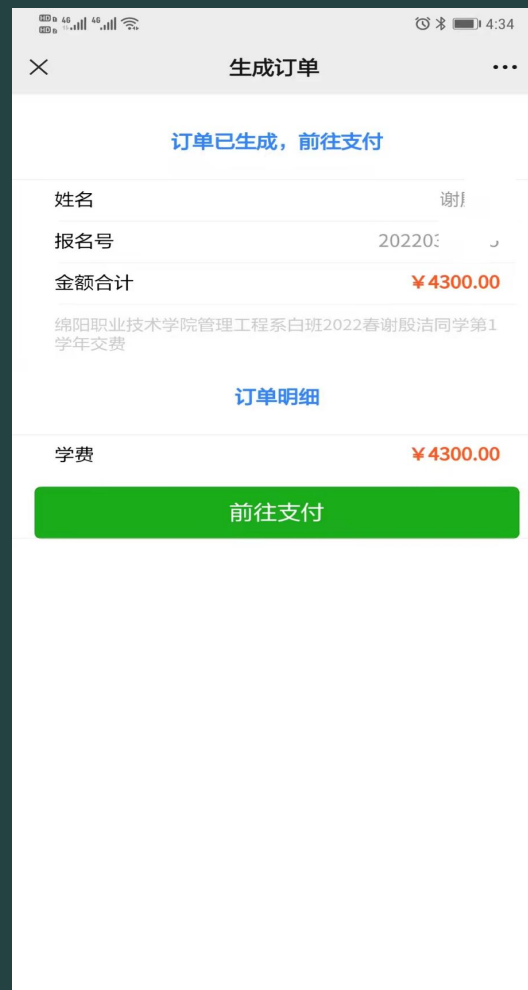 4:34
生成订单
订单已生成，前往支付
姓名 谢
报名号 20220
金额合计 ￥4300.00
绵阳职业技术学院管理工程系白班2022春谢殷洁同学第1
学年交费
订单明细
学费 ￥4300.00
前往支付